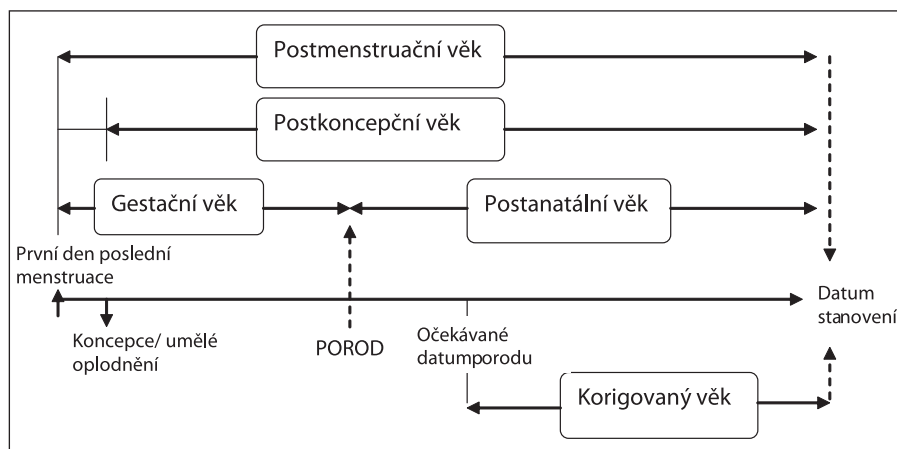 Postmenstruační věk
Postkoncepční věk
Gestační věk
Postanatální věk
První den poslední
menstruace
Koncepce/ umělé
oplodnění
POROD
Očekávané
datumporodu
Datum
stanovení
Korigovaný věk